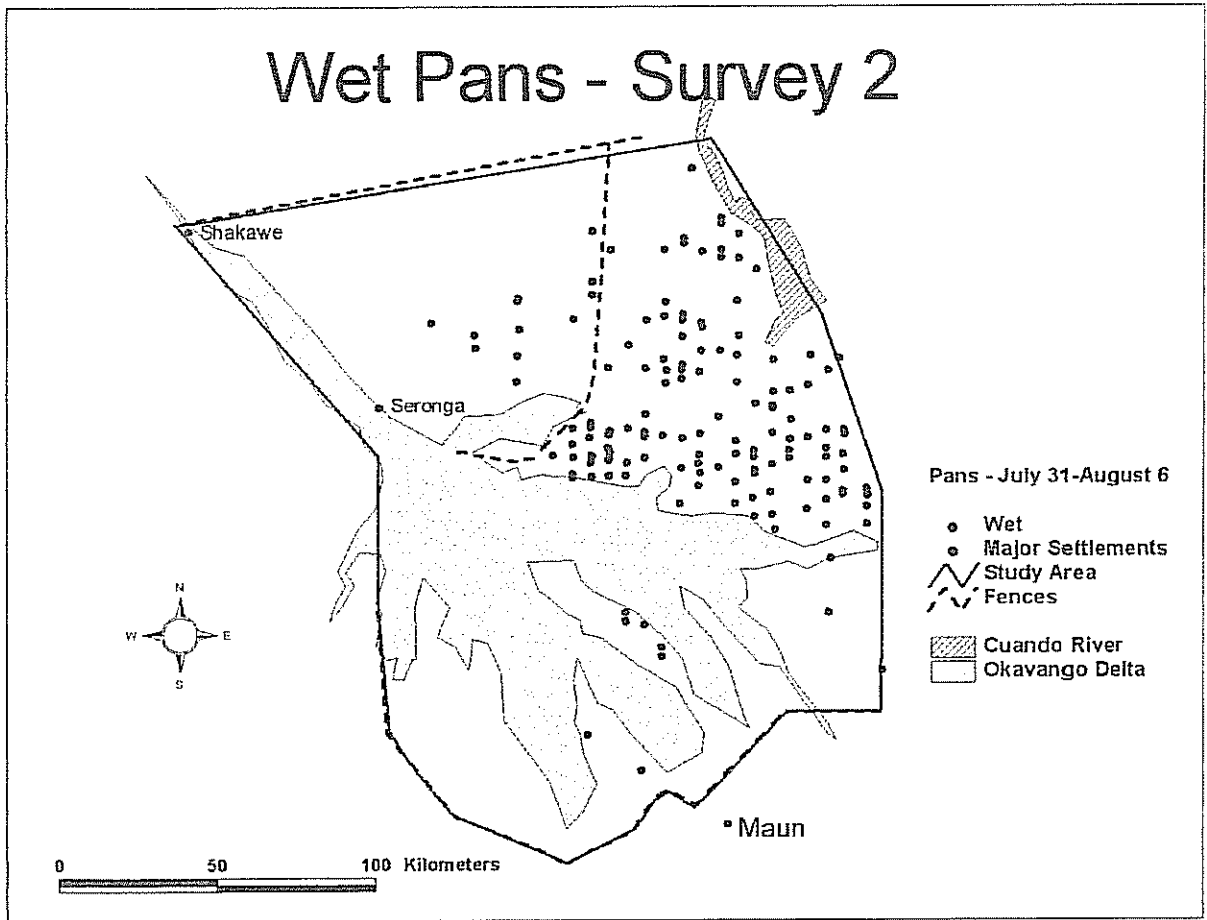 Wet Pans - Survey 2
Shakawe
Seronga
Pans - July 31-August 6
Wet
Major Settlements
Study Area
Fences
Cuando River
Okavango Delta
N
W E
S
Maun
0 50 100 Kilometers